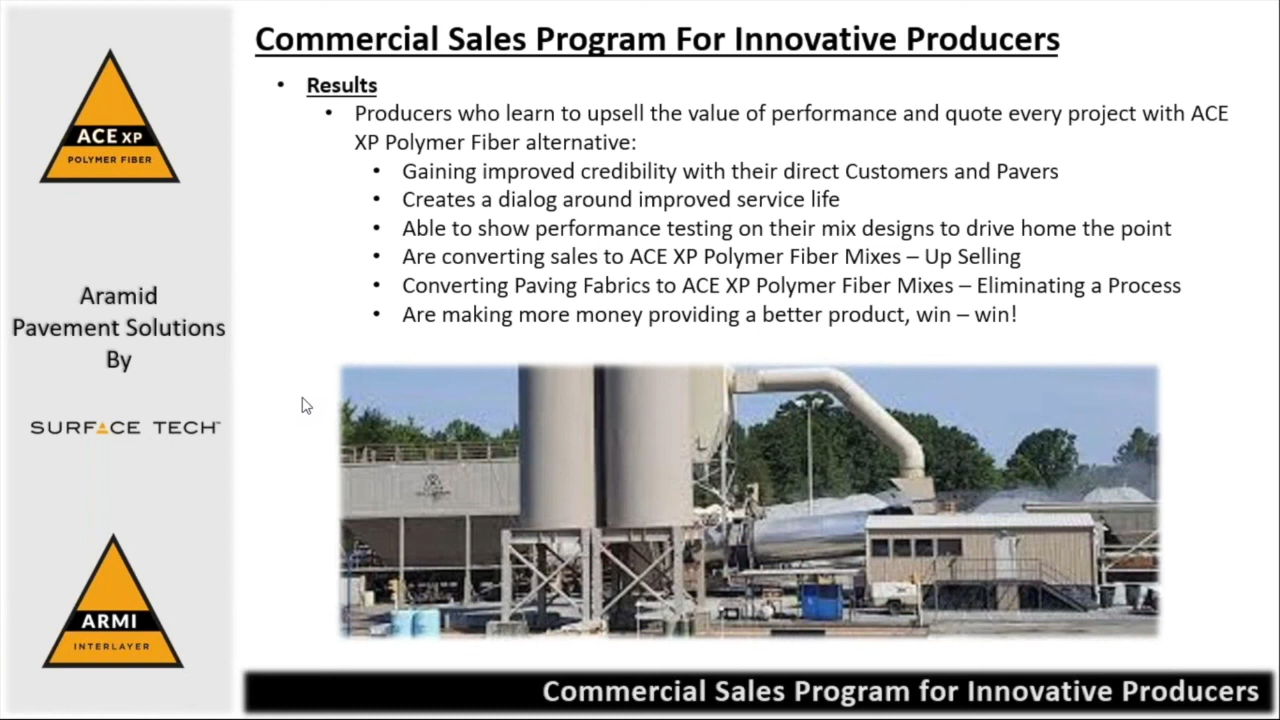 Commercial Sales Program For Innovative Producers
• Results
• Producers who learn to upsell the value of performance and quote every project with ACE
XP Polymer Fiber alternative:
• Gaining improved credibility with their direct Customers and Pavers
• Creates a dialog around improved service life
• Able to show performance testing on their mix designs to drive home the point
• Are converting sales to ACE XP Polymer Fiber Mixes – Up Selling
• Converting Paving Fabrics to ACE XP Polymer Fiber Mixes – Eliminating a Process
• Are making more money providing a better product, win – win!
ACE XP
POLYMER FIBER
Aramid
Pavement Solutions
By
SURFACE TECH™
ARMI
INTERLAYER
Commercial Sales Program for Innovative Producers